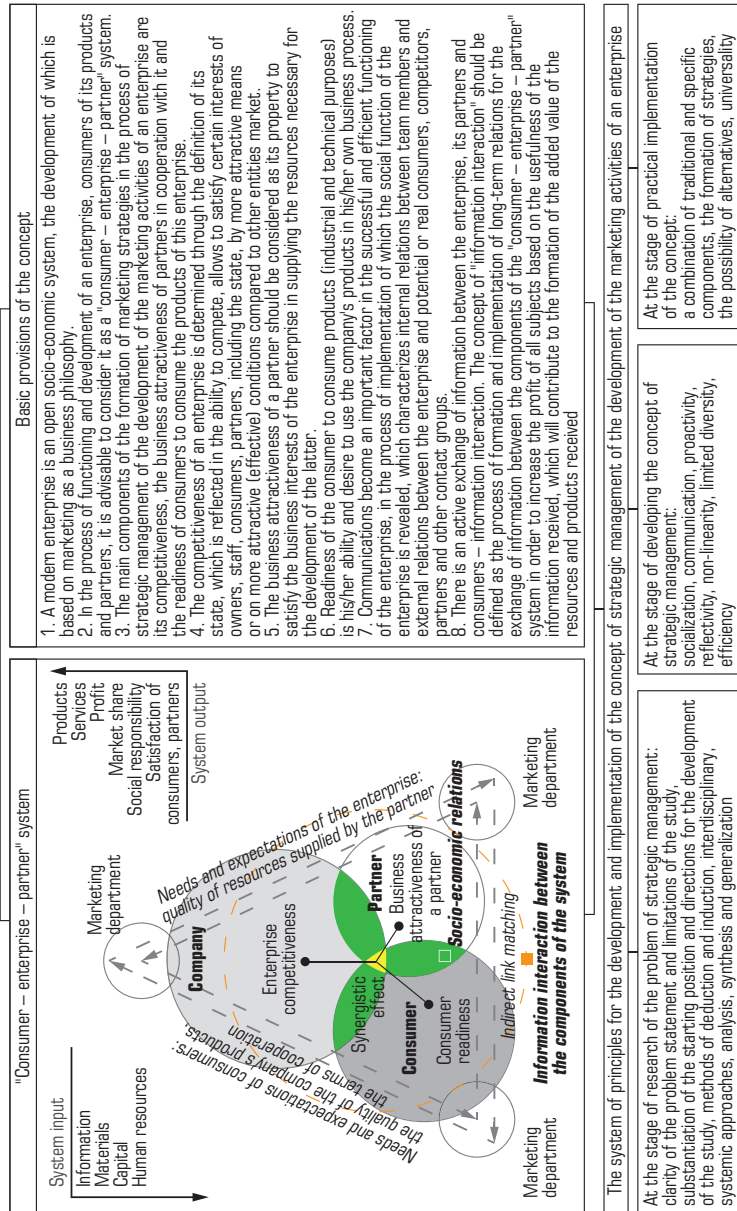 "Consumer – enterprise – partner" system
System input
Information
Materials
Capital
Human resources
Products
Services
Profit
Market share
Social responsibility
Satisfaction of
consumers, partners
System output
Marketing
department
Company
Needs and expectations of the enterprise:
quality of resources supplied by the partner
Enterprise
competitiveness
Needs and expectations of consumers:
the quality of the company's products,
the terms of cooperation
Synergistic
effect
Partner
Business
attractiveness of
a partner
Consumer
Consumer
readiness
Socio-economic relations
Indirect link matching
Marketing
department
Information interaction between
the components of the system
Marketing
department
Basic provisions of the concept
1. A modern enterprise is an open socio-economic system, the development of which is
based on marketing as a business philosophy.
2. In the process of functioning and development of an enterprise, consumers of its products
and partners, it is advisable to consider it as a "consumer – enterprise – partner" system.
3. The main components of the formation of marketing strategies in the process of
strategic management of the development of the marketing activities of an enterprise are
its competitiveness, the business attractiveness of partners in cooperation with it and
the readiness of consumers to consume the products of this enterprise.
4. The competitiveness of an enterprise is determined through the definition of its
state, which is reflected in the ability to compete, allows to satisfy certain interests of
owners, staff, consumers, partners, including the state, by more attractive means
or on more attractive (effective) conditions compared to other entities market.
5. The business attractiveness of a partner should be considered as its property to
satisfy the business interests of the enterprise in supplying the resources necessary for
the development of the latter.
6. Readiness of the consumer to consume products (industrial and technical purposes)
is his/her ability and desire to use the company's products in his/her own business process.
7. Communications become an important factor in the successful and efficient functioning
of the enterprise, in the process of implementation of which the social function of the
enterprise is revealed, which characterizes internal relations between team members and
external relations between the enterprise and potential or real consumers, competitors,
partners and other contact groups.
8. There is an active exchange of information between the enterprise, its partners and
consumers – information interaction. The concept of "information interaction" should be
defined as the process of formation and implementation of long-term relations for the
exchange of information between the components of the "consumer – enterprise – partner"
system in order to increase the profit of all subjects based on the usefulness of the
information received, which will contribute to the formation of the added value of the
resources and products received
The system of principles for the development and implementation of the concept of strategic management of the development of the marketing activities of an enterprise
At the stage of research of the problem of strategic management:
clarity of the problem statement and limitations of the study,
substantiation of the starting position and directions for the development
of the study, methods of deduction and induction, interdisciplinary,
systemic approaches, analysis, synthesis and generalization
At the stage of developing the concept of
strategic management:
socialization, communication, proactivity,
reflectivity, non-linearity, limited diversity,
efficiency
At the stage of practical implementation
of the concept:
a combination of traditional and specific
components, the formation of strategies,
the possibility of alternatives, universality